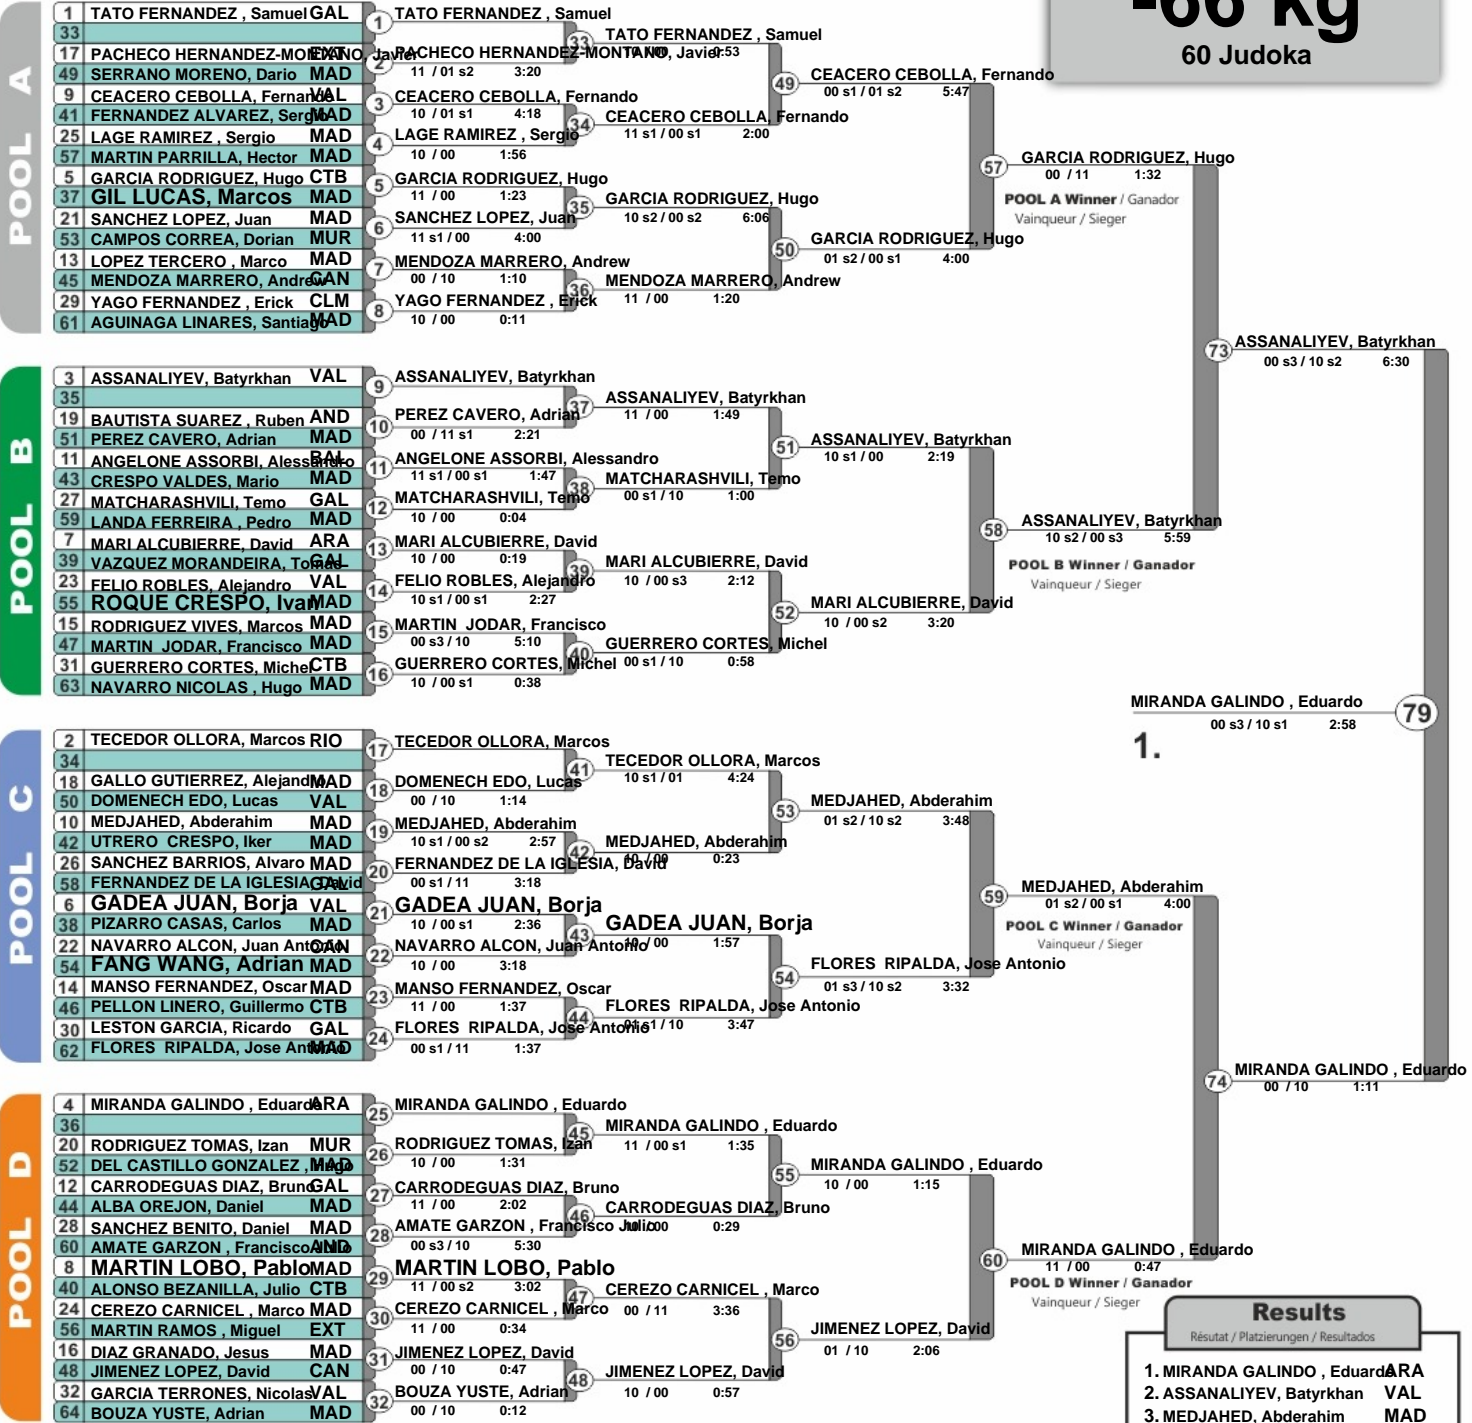 -66 kg
60 Judoka
POOL A
1 TATO FERNANDEZ , Samuel GAL
33
17 PACHECO HERNANDEZ-MONTANO, Javier EXT
49 SERRANO MORENO, Dario MAD
9 CEACERO CEBOLLA, Fernando VAL
41 FERNANDEZ ALVAREZ, Sergio MAD
25 LAGE RAMIREZ , Sergio MAD
57 MARTIN PARRILLA, Hector MAD
5 GARCIA RODRIGUEZ, Hugo CTB
37 GIL LUCAS, Marcos MAD
21 SANCHEZ LOPEZ, Juan MAD
53 CAMPOS CORREA, Dorian MUR
13 LOPEZ TERCERO , Marco MAD
45 MENDOZA MARRERO, Andrew CAN
29 YAGO FERNANDEZ , Erick CLM
61 AGUINAGA LINARES, Santiago MAD
1 TATO FERNANDEZ , Samuel
2 PACHECO HERNANDEZ-MONTANO, Javier
11 / 01 s2 3:20
3 CEACERO CEBOLLA, Fernando
10 / 01 s1 4:18
4 LAGE RAMIREZ , Sergio
10 / 00 1:56
5 GARCIA RODRIGUEZ, Hugo
11 / 00 1:23
6 SANCHEZ LOPEZ, Juan
11 s1 / 00 4:00
7 MENDOZA MARRERO, Andrew
00 / 10 1:10
8 YAGO FERNANDEZ , Erick
10 / 00 0:11
33 TATO FERNANDEZ , Samuel
0:53
34 CEACERO CEBOLLA, Fernando
11 s1 / 00 s1 2:00
35 GARCIA RODRIGUEZ, Hugo
10 s2 / 00 s2 6:06
36 MENDOZA MARRERO, Andrew
11 / 00 1:20
49 CEACERO CEBOLLA, Fernando
00 s1 / 01 s2 5:47
50 GARCIA RODRIGUEZ, Hugo
01 s2 / 00 s1 4:00
57 GARCIA RODRIGUEZ, Hugo
00 / 11 1:32
POOL A Winner / Ganador
Vainqueur / Sieger
POOL B
3 ASSANALIYEV, Batyrkhan VAL
35
19 BAUTISTA SUAREZ , Ruben AND
51 PEREZ CAVERO, Adrian MAD
11 ANGELONE ASSORBI, Alessandro BAL
43 CRESPO VALDES, Mario MAD
27 MATCHARASHVILI, Temo GAL
59 LANDA FERREIRA , Pedro MAD
7 MARI ALCUBIERRE, David ARA
39 VAZQUEZ MORANDEIRA, Tomas GAL
23 FELIO ROBLES, Alejandro VAL
55 ROQUE CRESPO, Ivan MAD
15 RODRIGUEZ VIVES, Marcos MAD
47 MARTIN JODAR, Francisco MAD
31 GUERRERO CORTES, Michel CTB
63 NAVARRO NICOLAS , Hugo MAD
9 ASSANALIYEV, Batyrkhan
10 PEREZ CAVERO, Adrian
00 / 11 s1 2:21
11 ANGELONE ASSORBI, Alessandro
11 s1 / 00 s1 1:47
12 MATCHARASHVILI, Temo
10 / 00 0:04
13 MARI ALCUBIERRE, David
10 / 00 0:19
14 FELIO ROBLES, Alejandro
10 s1 / 00 s1 2:27
15 MARTIN JODAR, Francisco
00 s3 / 10 5:10
16 GUERRERO CORTES, Michel
10 / 00 s1 0:38
37 ASSANALIYEV, Batyrkhan
11 / 00 1:49
38 MATCHARASHVILI, Temo
00 s1 / 10 1:00
39 MARI ALCUBIERRE, David
10 / 00 s3 2:12
40 GUERRERO CORTES, Michel
00 s1 / 10 0:58
51 ASSANALIYEV, Batyrkhan
10 s1 / 00 2:19
52 MARI ALCUBIERRE, David
10 / 00 s2 3:20
58 ASSANALIYEV, Batyrkhan
10 s2 / 00 s3 5:59
POOL B Winner / Ganador
Vainqueur / Sieger
73 ASSANALIYEV, Batyrkhan
00 s3 / 10 s2 6:30
MIRANDA GALINDO , Eduardo 79
00 s3 / 10 s1 2:58
1.
POOL C
2 TECEDOR OLLORA, Marcos RIO
34
18 GALLO GUTIERREZ, Alejandro MAD
50 DOMENECH EDO, Lucas VAL
10 MEDJAHED, Abderahim MAD
42 UTRERO CRESPO, Iker MAD
26 SANCHEZ BARRIOS, Alvaro MAD
58 FERNANDEZ DE LA IGLESIA, David GAL
6 GADEA JUAN, Borja VAL
38 PIZARRO CASAS, Carlos MAD
22 NAVARRO ALCON, Juan Antonio CAN
54 FANG WANG, Adrian MAD
14 MANSO FERNANDEZ, Oscar MAD
46 PELLON LINERO, Guillermo CTB
30 LESTON GARCIA, Ricardo GAL
62 FLORES RIPALDA, Jose Antonio MAD
17 TECEDOR OLLORA, Marcos
18 DOMENECH EDO, Lucas
00 / 10 1:14
19 MEDJAHED, Abderahim
10 s1 / 00 s2 2:57
20 FERNANDEZ DE LA IGLESIA, David
00 s1 / 11 3:18
21 GADEA JUAN, Borja
10 / 00 s1 2:36
22 NAVARRO ALCON, Juan Antonio
10 / 00 3:18
23 MANSO FERNANDEZ, Oscar
11 / 00 1:37
24 FLORES RIPALDA, Jose Antonio
00 s1 / 11 1:37
41 TECEDOR OLLORA, Marcos
10 s1 / 01 4:24
42 MEDJAHED, Abderahim
10 / 00 0:23
43 GADEA JUAN, Borja
10 / 00 1:57
44 FLORES RIPALDA, Jose Antonio
01 s1 / 10 3:47
53 MEDJAHED, Abderahim
01 s2 / 10 s2 3:48
54 FLORES RIPALDA, Jose Antonio
01 s3 / 10 s2 3:32
59 MEDJAHED, Abderahim
01 s2 / 00 s1 4:00
POOL C Winner / Ganador
Vainqueur / Sieger
POOL D
4 MIRANDA GALINDO , Eduardo ARA
36
20 RODRIGUEZ TOMAS, Izan MUR
52 DEL CASTILLO GONZALEZ , Hugo MAD
12 CARRODEGUAS DIAZ, Bruno GAL
44 ALBA OREJON, Daniel MAD
28 SANCHEZ BENITO, Daniel MAD
60 AMATE GARZON , Francisco Julio AND
8 MARTIN LOBO, Pablo MAD
40 ALONSO BEZANILLA, Julio CTB
24 CEREZO CARNICEL , Marco MAD
56 MARTIN RAMOS , Miguel EXT
16 DIAZ GRANADO, Jesus MAD
48 JIMENEZ LOPEZ, David CAN
32 GARCIA TERRONES, Nicolas VAL
64 BOUZA YUSTE, Adrian MAD
25 MIRANDA GALINDO , Eduardo
26 RODRIGUEZ TOMAS, Izan
10 / 00 1:31
27 CARRODEGUAS DIAZ, Bruno
11 / 00 2:02
28 AMATE GARZON , Francisco Julio
00 s3 / 10 5:30
29 MARTIN LOBO, Pablo
11 / 00 s2 3:02
30 CEREZO CARNICEL , Marco
11 / 00 0:34
31 JIMENEZ LOPEZ, David
00 / 10 0:47
32 BOUZA YUSTE, Adrian
00 / 10 0:12
45 MIRANDA GALINDO , Eduardo
11 / 00 s1 1:35
46 CARRODEGUAS DIAZ, Bruno
0:29
47 CEREZO CARNICEL , Marco
00 / 11 3:36
48 JIMENEZ LOPEZ, David
10 / 00 0:57
55 MIRANDA GALINDO , Eduardo
10 / 00 1:15
56 JIMENEZ LOPEZ, David
01 / 10 2:06
60 MIRANDA GALINDO , Eduardo
11 / 00 0:47
POOL D Winner / Ganador
Vainqueur / Sieger
74 MIRANDA GALINDO , Eduardo
00 / 10 1:11
Results
Résutat / Platzierungen / Resultados
1. MIRANDA GALINDO , Eduardo ARA
2. ASSANALIYEV, Batyrkhan VAL
3. MEDJAHED, Abderahim MAD